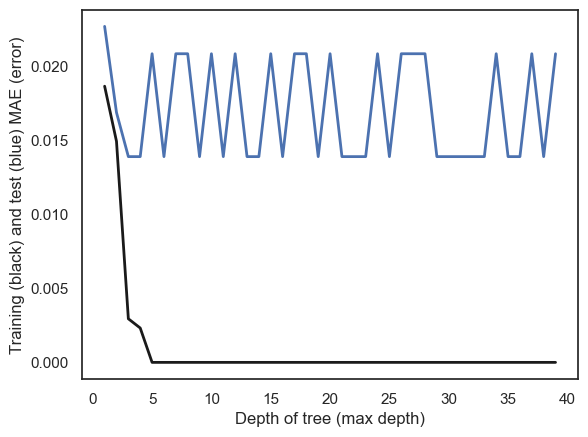 Training (black) and test (blue) MAE (error)
0.020
0.015
0.010
0.005
0.000
0 5 10 15 20 25 30 35 40
Depth of tree (max depth)